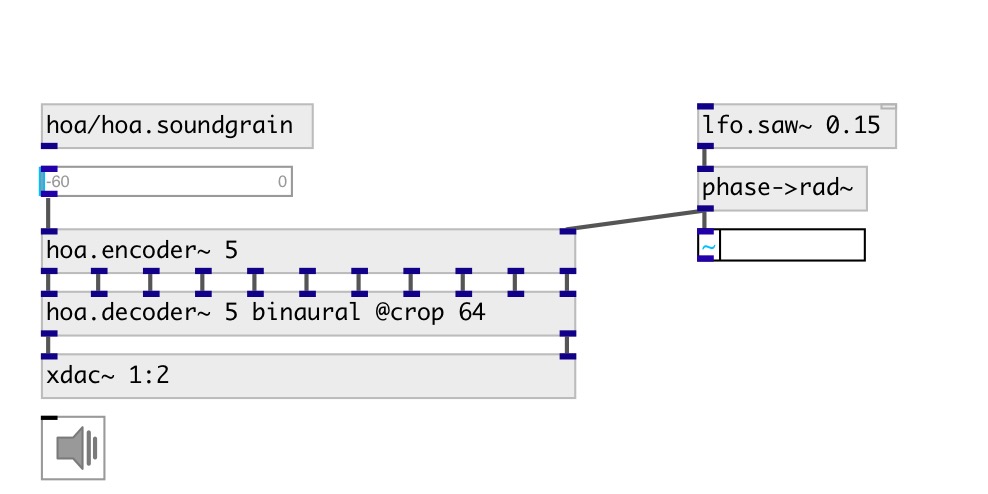 hoa/hoa.soundgrain
lfo.saw~ 0.15
-60 0
phase->rad~
hoa.encoder~ 5
~
hoa.decoder~ 5 binaural @crop 64
xdac~ 1:2